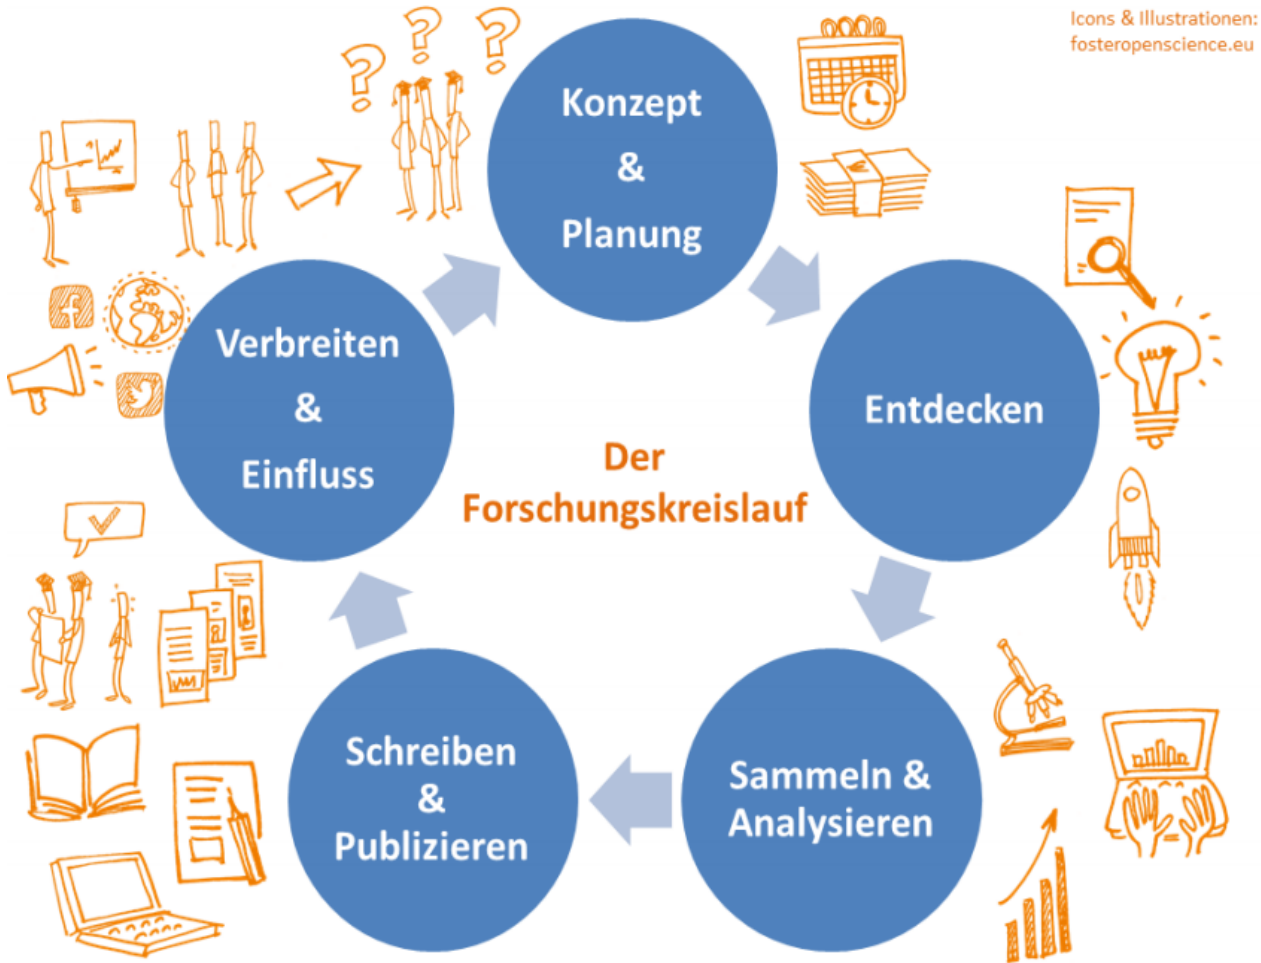 Icons & Illustrationen:
fosteropenscience.eu
Konzept
&
Planung
Entdecken
Sammeln &
Analysieren
Schreiben
&
Publizieren
Verbreiten
&
Einfluss
Der
Forschungskreislauf